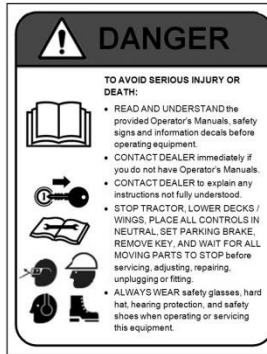 DANGER
TO AVOID SERIOUS INJURY OR
DEATH:
• READ AND UNDERSTAND the
provided Operator's Manuals, safety
signs and information decals before
operating equipment.
• CONTACT DEALER immediately if
you do not have Operator's Manuals.
• CONTACT DEALER to explain any
instructions not fully understood.
• STOP TRACTOR, LOWER DECKS /
WINGS, PLACE ALL CONTROLS IN
NEUTRAL, SET PARKING BRAKE,
REMOVE KEY, AND WAIT FOR ALL
MOVING PARTS TO STOP before
servicing, adjusting, repairing,
unplugging or fitting.
• ALWAYS WEAR safety glasses, hard
hat, hearing protection, and safety
shoes when operating or servicing
this equipment.